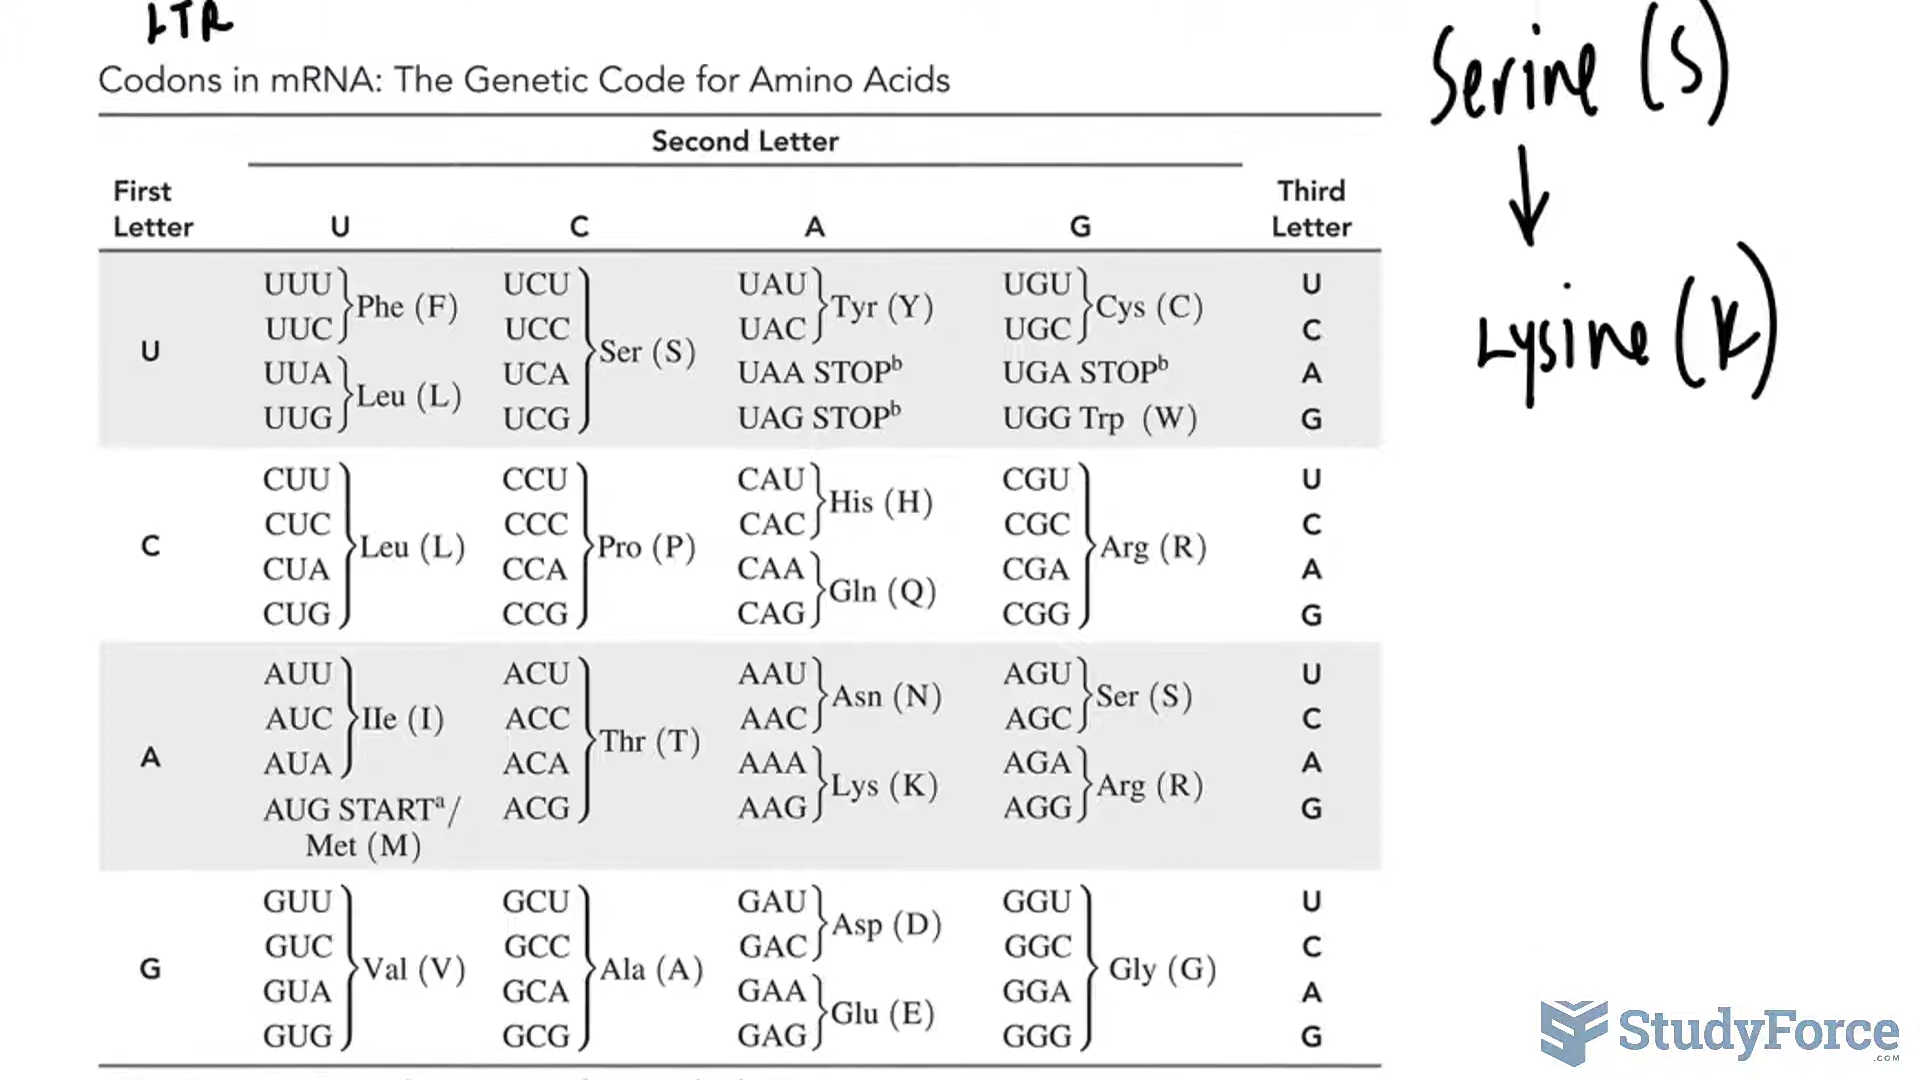 LTR
Serine (S)
Codons in mRNA: The Genetic Code for Amino Acids
Second Letter
First Letter U C A G Third Letter
↓
Lysine (K)
U
UUU UUC Phe (F)
UUA UUG Leu (L)
UCU UCC UCA UCG Ser (S)
UAU UAC Tyr (Y)
UAA STOPᵇ
UAG STOPᵇ
UGU UGC Cys (C)
UGA STOPᵇ
UGG Trp (W)
U C A G
C
CUU CUC CUA CUG Leu (L)
CCU CCC CCA CCG Pro (P)
CAU CAC His (H)
CAA CAG Gln (Q)
CGU CGC CGA CGG Arg (R)
U C A G
A
AUU AUC AUA IIe (I)
AUG STARTᵃ/
Met (M)
ACU ACC ACA ACG Thr (T)
AAU AAC Asn (N)
AAA AAG Lys (K)
AGU AGC Ser (S)
AGA AGG Arg (R)
U C A G
G
GUU GUC GUA GUG Val (V)
GCU GCC GCA GCG Ala (A)
GAU GAC Asp (D)
GAA GAG Glu (E)
GGU GGC GGA GGG Gly (G)
U C A G
StudyForce
.COM